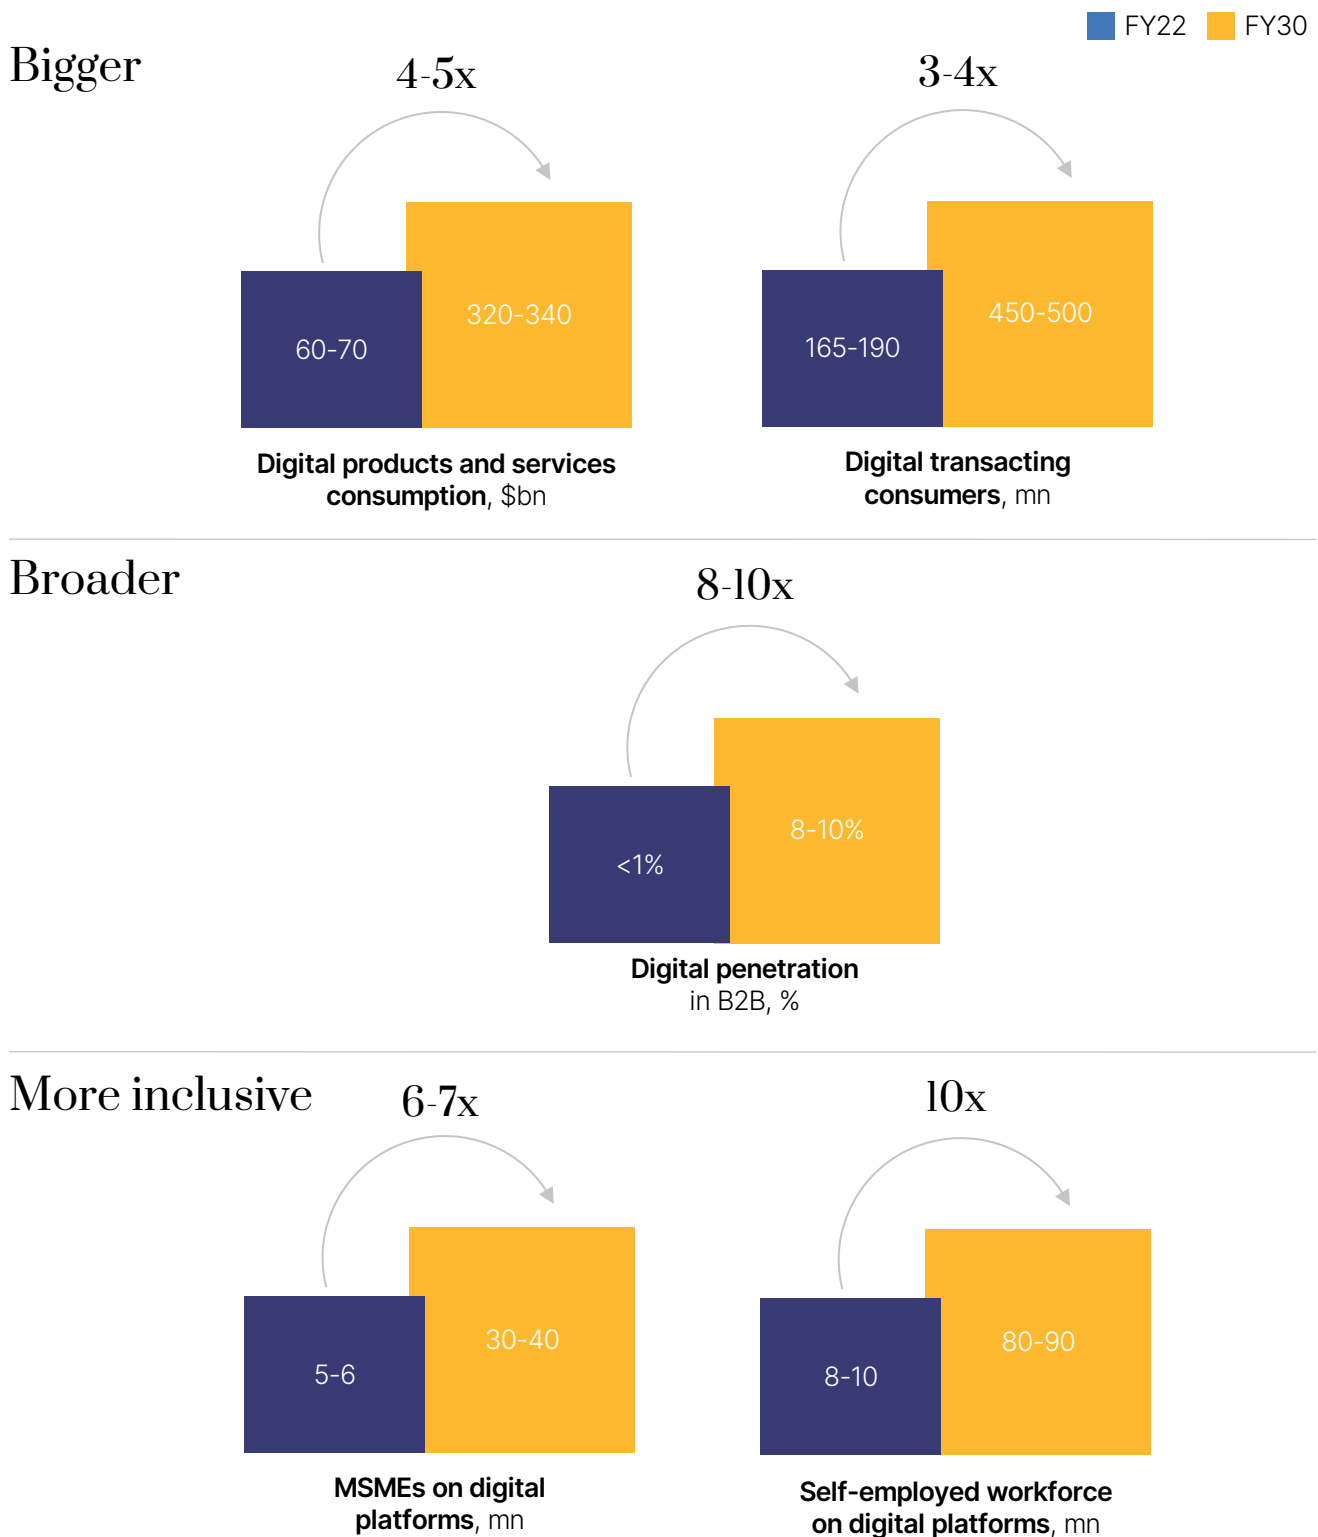 FY22 FY30
Bigger
4-5x
3-4x
60-70
320-340
165-190
450-500
Digital products and services
consumption, $bn
Digital transacting
consumers, mn
Broader
8-10x
<1%
8-10%
Digital penetration
in B2B, %
More inclusive
6-7x
10x
5-6
30-40
8-10
80-90
MSMEs on digital
platforms, mn
Self-employed workforce
on digital platforms, mn